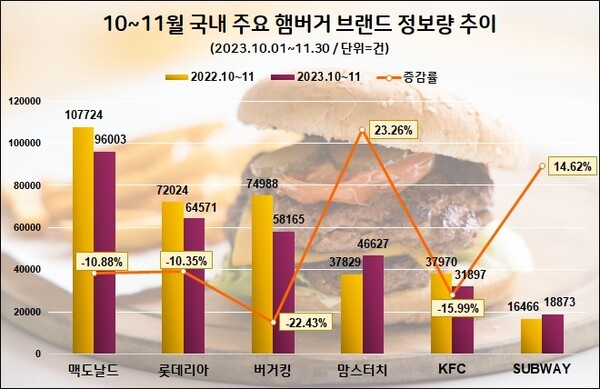 10~11월 국내 주요 햄버거 브랜드 정보량 추이
(2023.10.01~11.30 / 단위=건)
2022.10~11 2023.10~11 증감률
120000
100000
80000
60000
40000
20000
0
107724 96003 -10.88%
72024 64571 -10.35%
74988 58165 -22.43%
37829 46627 23.26%
37970 31897 -15.99%
16466 18873 14.62%
맥도날드 롯데리아 버거킹 맘스터치 KFC SUBWAY